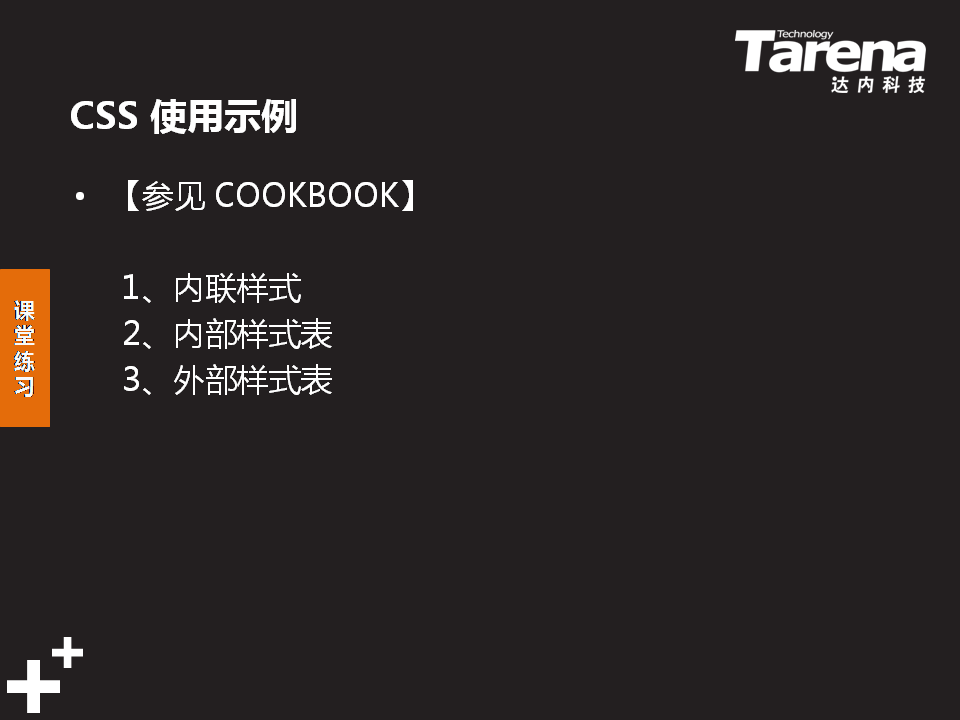 Technology
Tarena
达内科技
CSS 使用示例
• 【参见 COOKBOOK】
1、内联样式
2、内部样式表
3、外部样式表
课堂练习